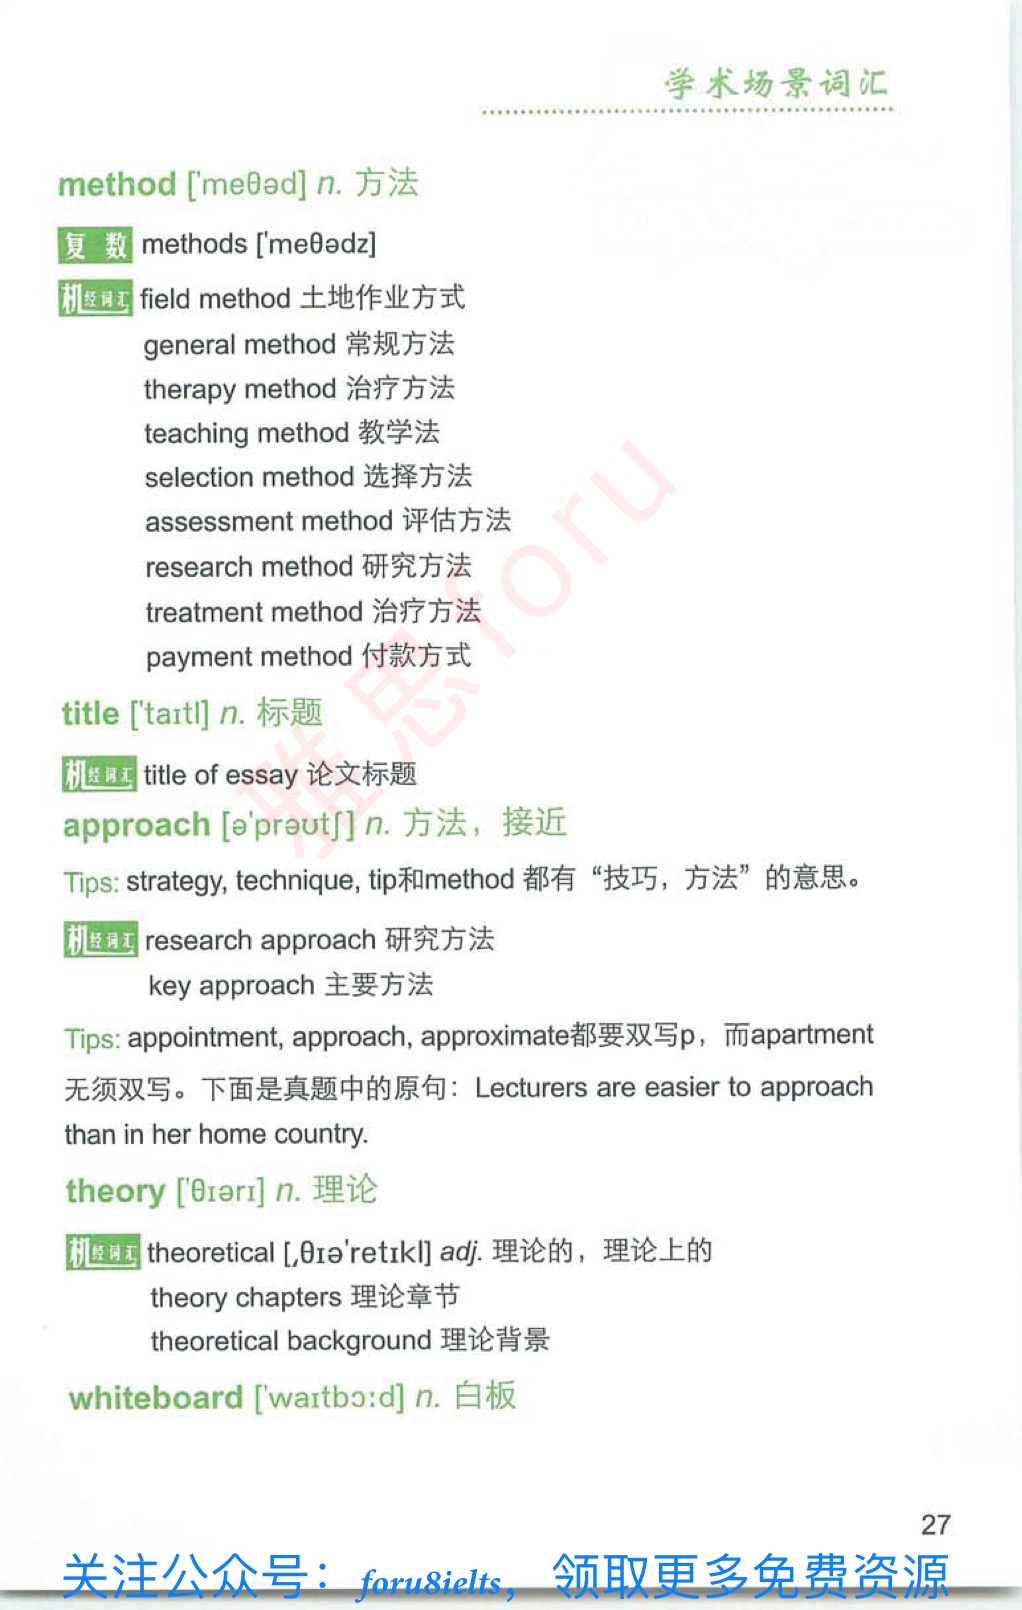 学术场景词汇
method ['meθəd] n. 方法
复 数 methods ['meθədz]
机经词汇 field method 土地作业方式
general method 常规方法
therapy method 治疗方法
teaching method 教学法
selection method 选择方法
assessment method 评估方法
research method 研究方法
treatment method 治疗方法
payment method 付款方式
title ['taɪtl] n. 标题
机经词汇 title of essay 论文标题
approach [ə'prəʊtʃ] n. 方法，接近
Tips: strategy, technique, tip和method 都有“技巧，方法”的意思。
机经词汇 research approach 研究方法
key approach 主要方法
Tips: appointment, approach, approximate都要双写p，而apartment
无须双写。下面是真题中的原句：Lecturers are easier to approach
than in her home country.
theory ['θɪərɪ] n. 理论
机经词汇 theoretical [ˌθɪə'retɪkl] adj. 理论的，理论上的
theory chapters 理论章节
theoretical background 理论背景
whiteboard ['waɪtbɔːd] n. 白板
27
关注公众号：foru8ielts，领取更多免费资源
雅思foru